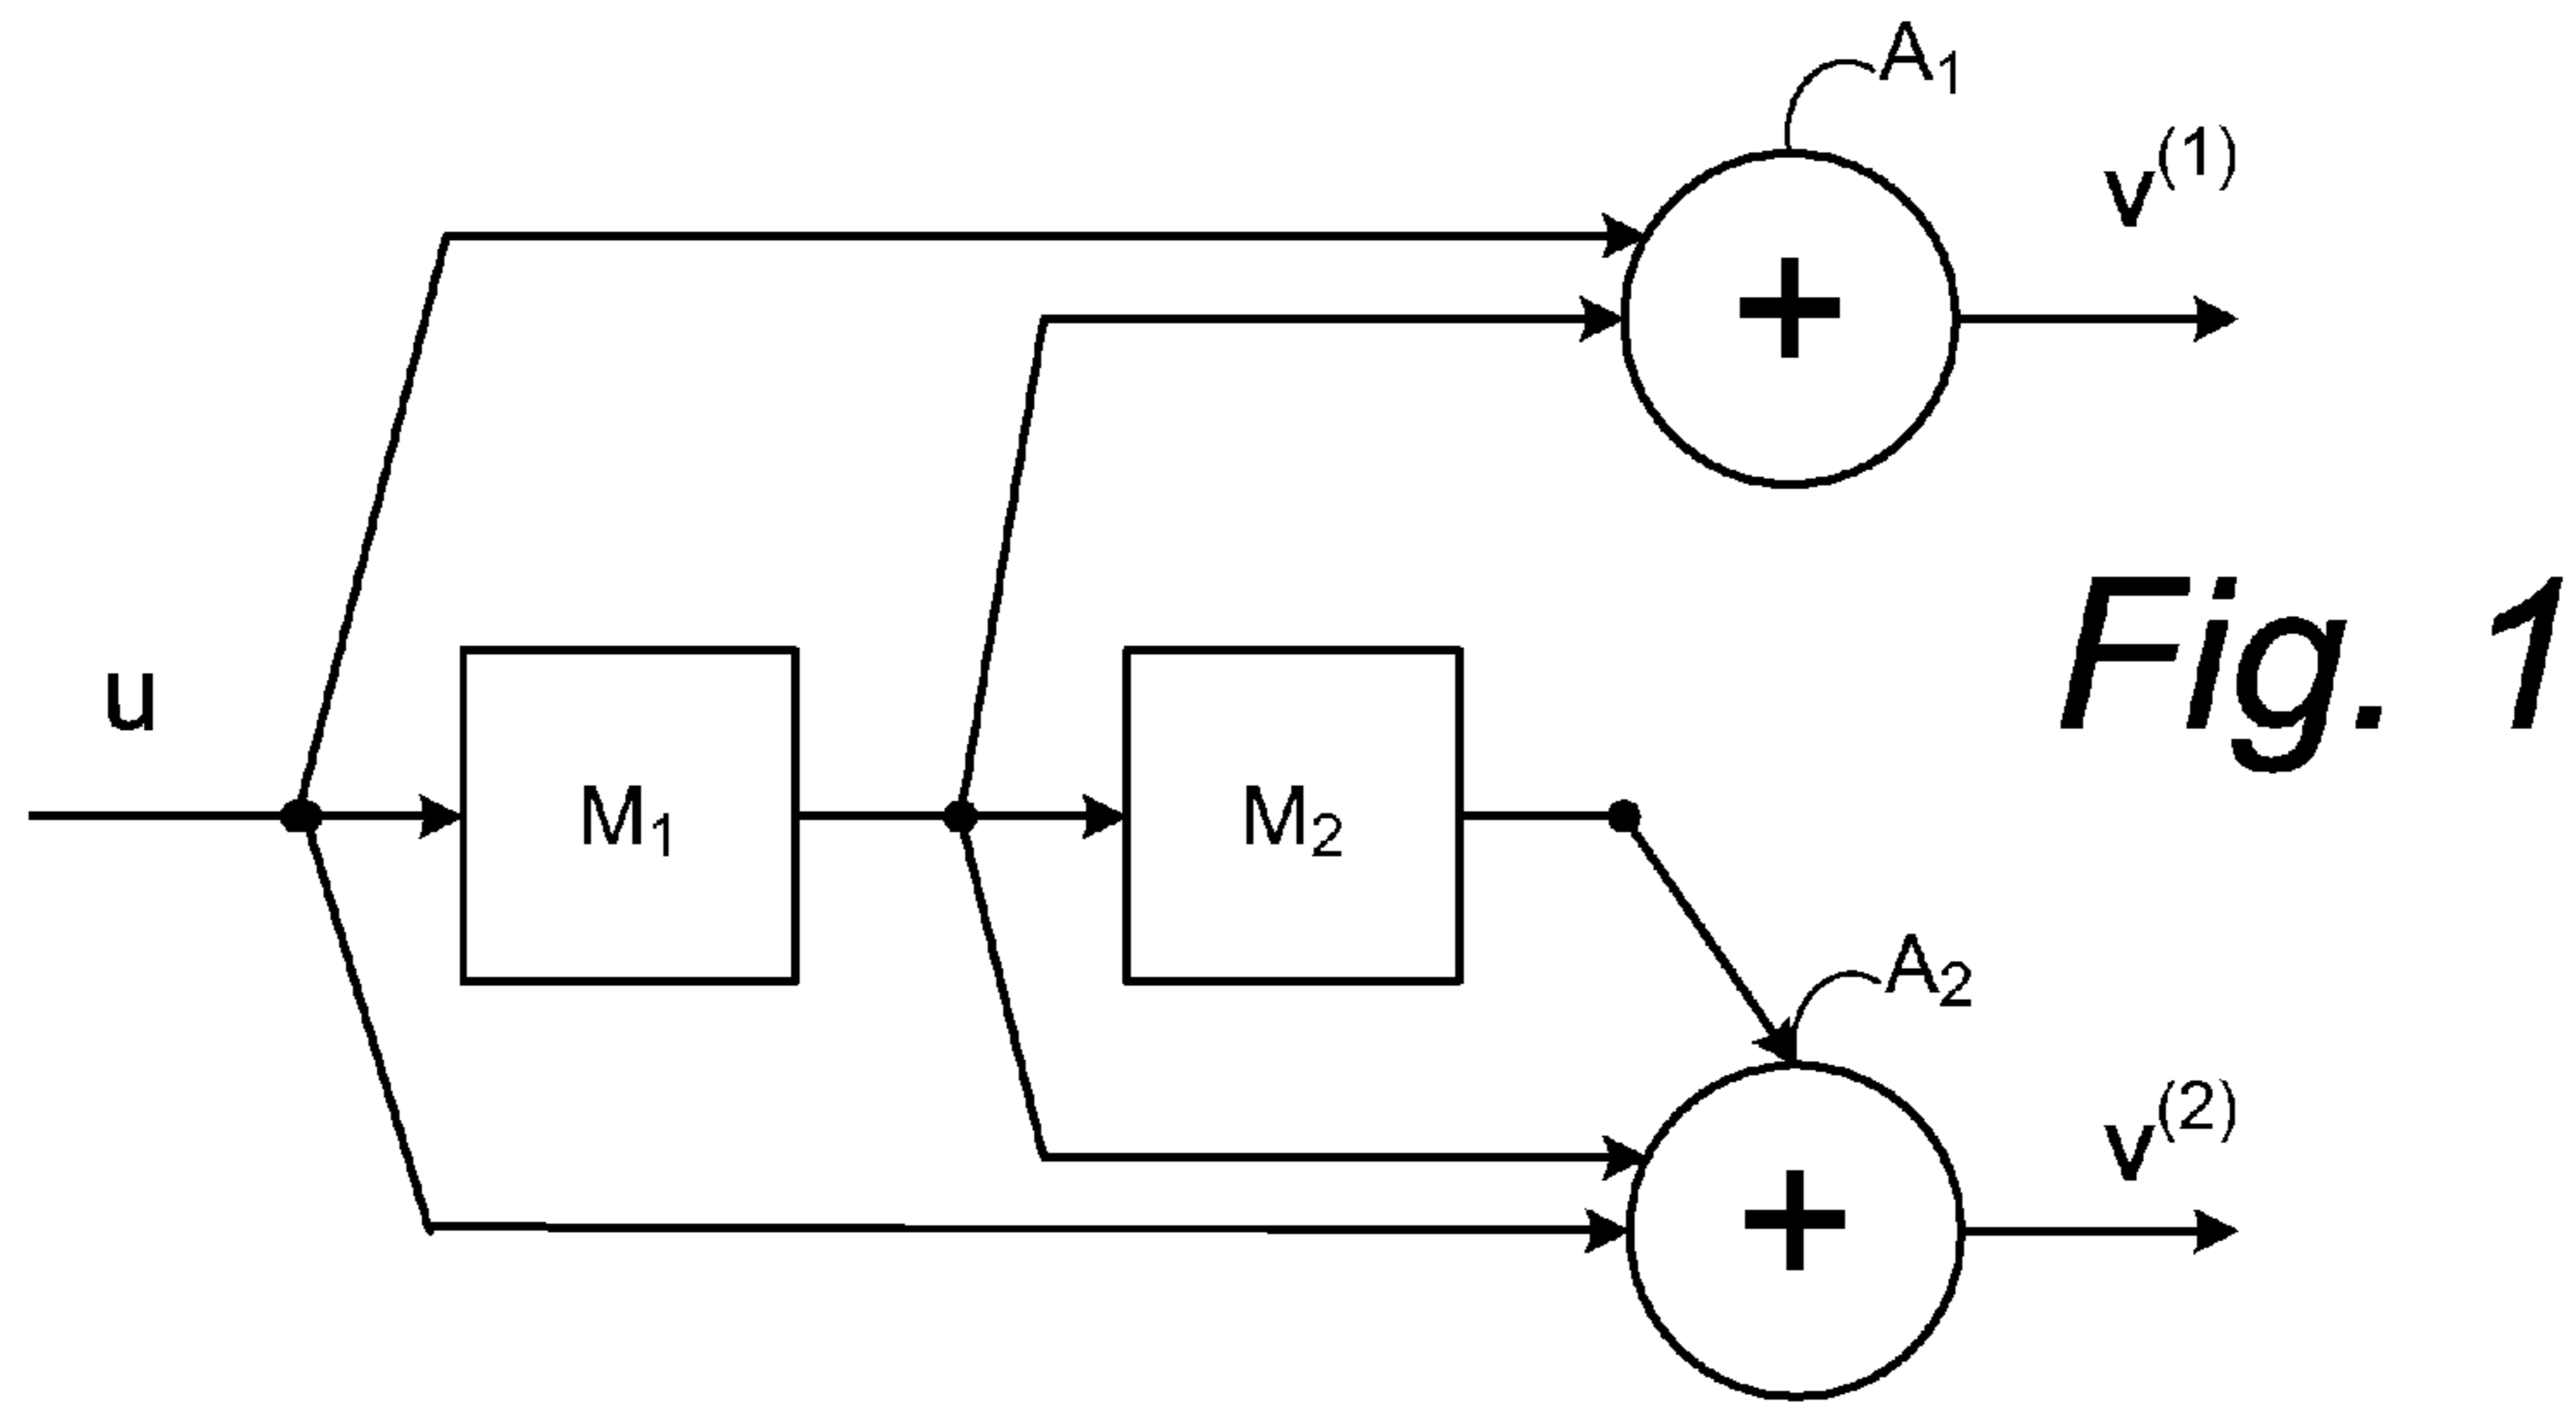 A₁
v⁽¹⁾
+
Fig. 1
u
M₁
M₂
A₂
v⁽²⁾
+